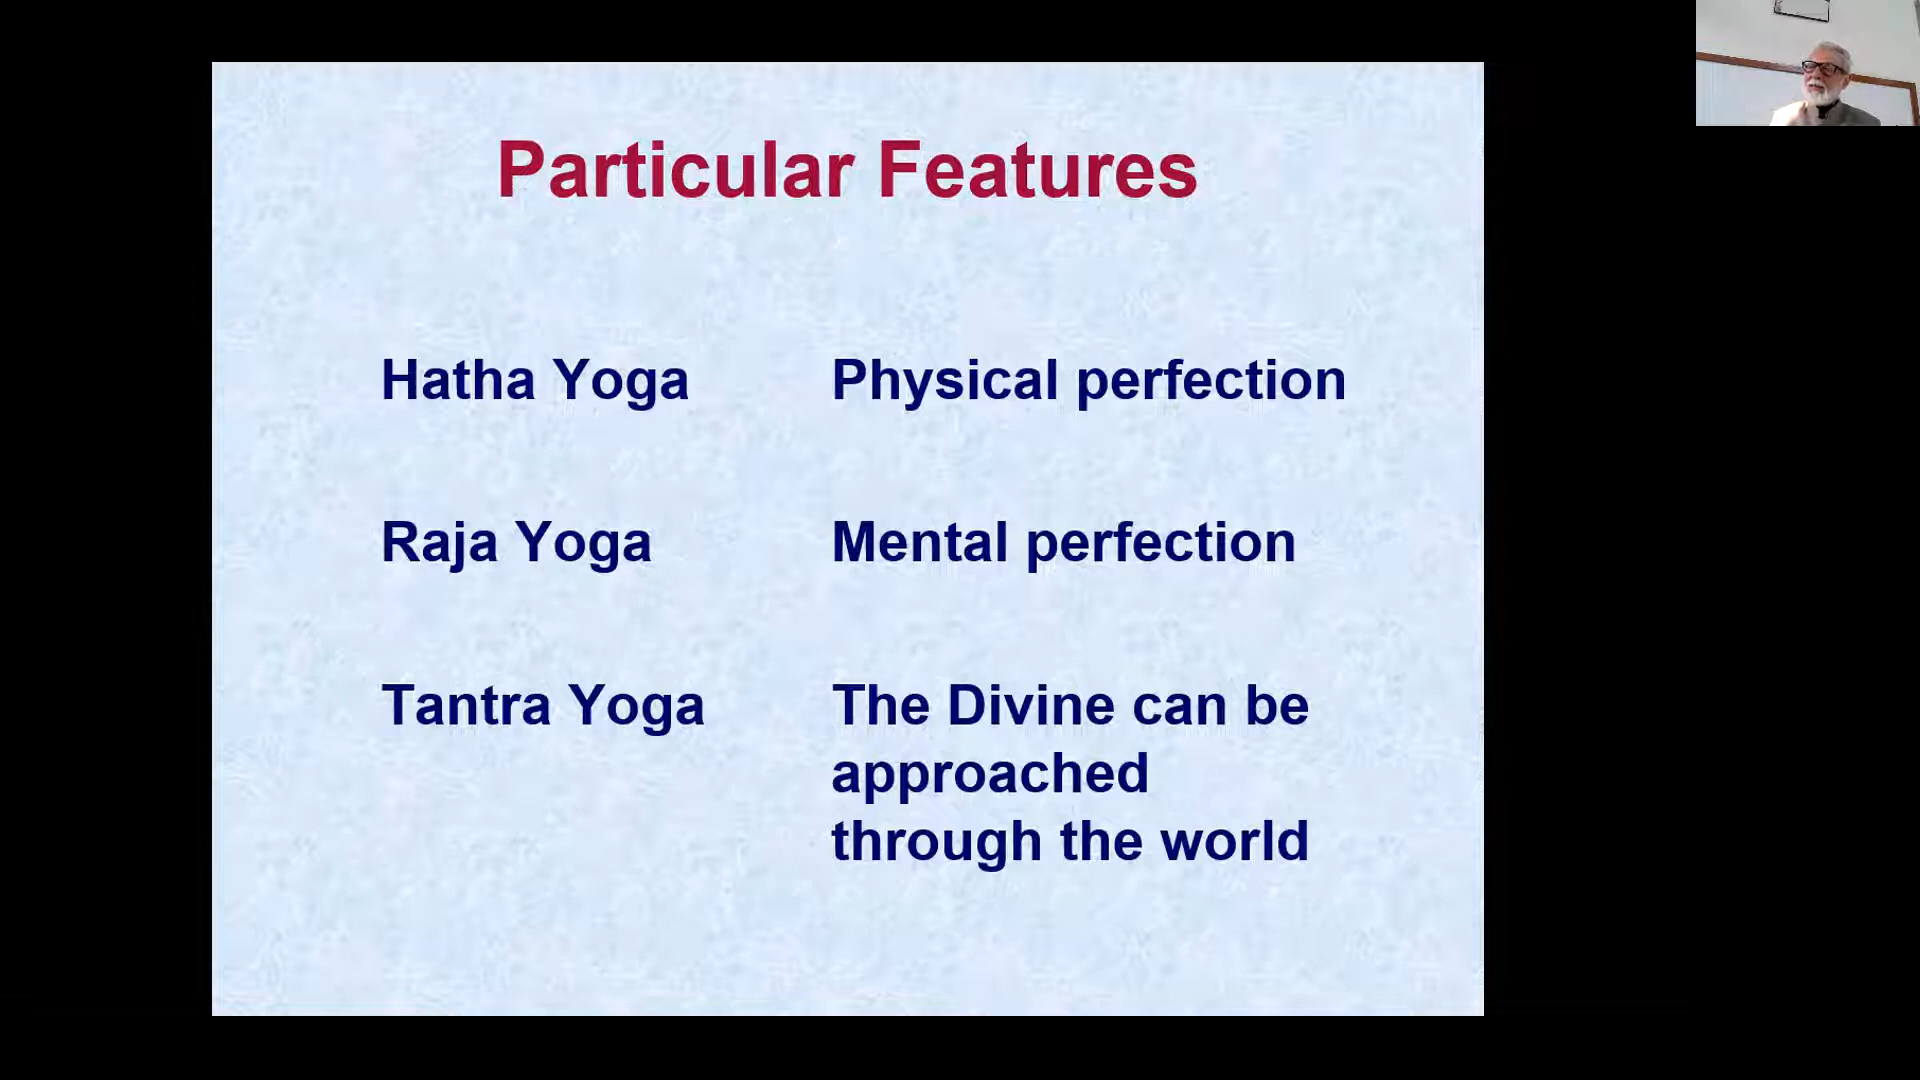 Particular Features
Hatha Yoga Physical perfection
Raja Yoga Mental perfection
Tantra Yoga The Divine can be
approached
through the world